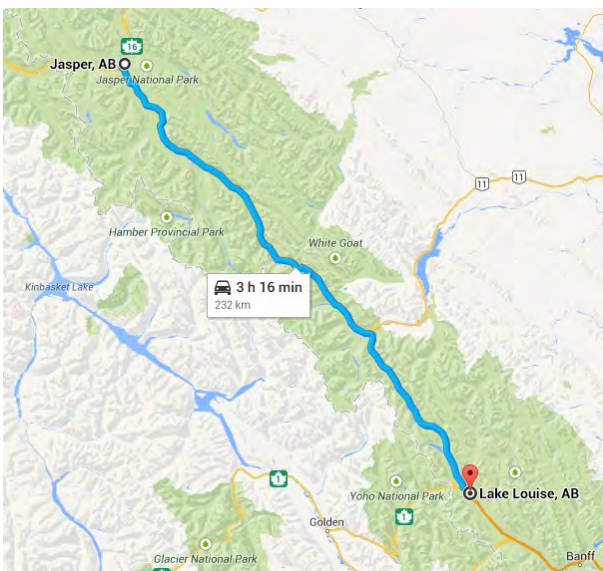 16
Jasper, AB
Jasper National Park
11
11
Hamber Provincial Park
White Goat
Kinbasket Lake
3 h 16 min
232 km
1
Yoho National Park
Lake Louise, AB
1
Golden
Glacier National Park
Banff